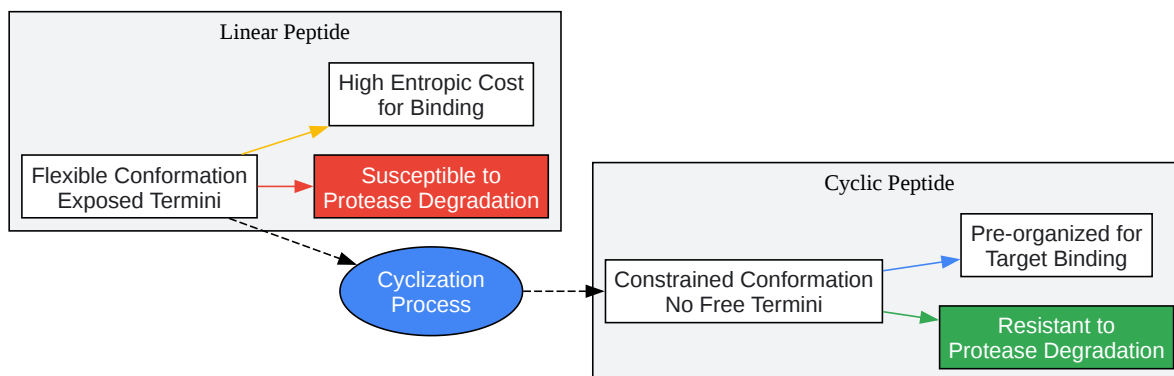 Linear Peptide
High Entropic Cost
for Binding
Flexible Conformation
Exposed Termini
Susceptible to
Protease Degradation
Cyclization
Process
Cyclic Peptide
Constrained Conformation
No Free Termini
Pre-organized for
Target Binding
Resistant to
Protease Degradation